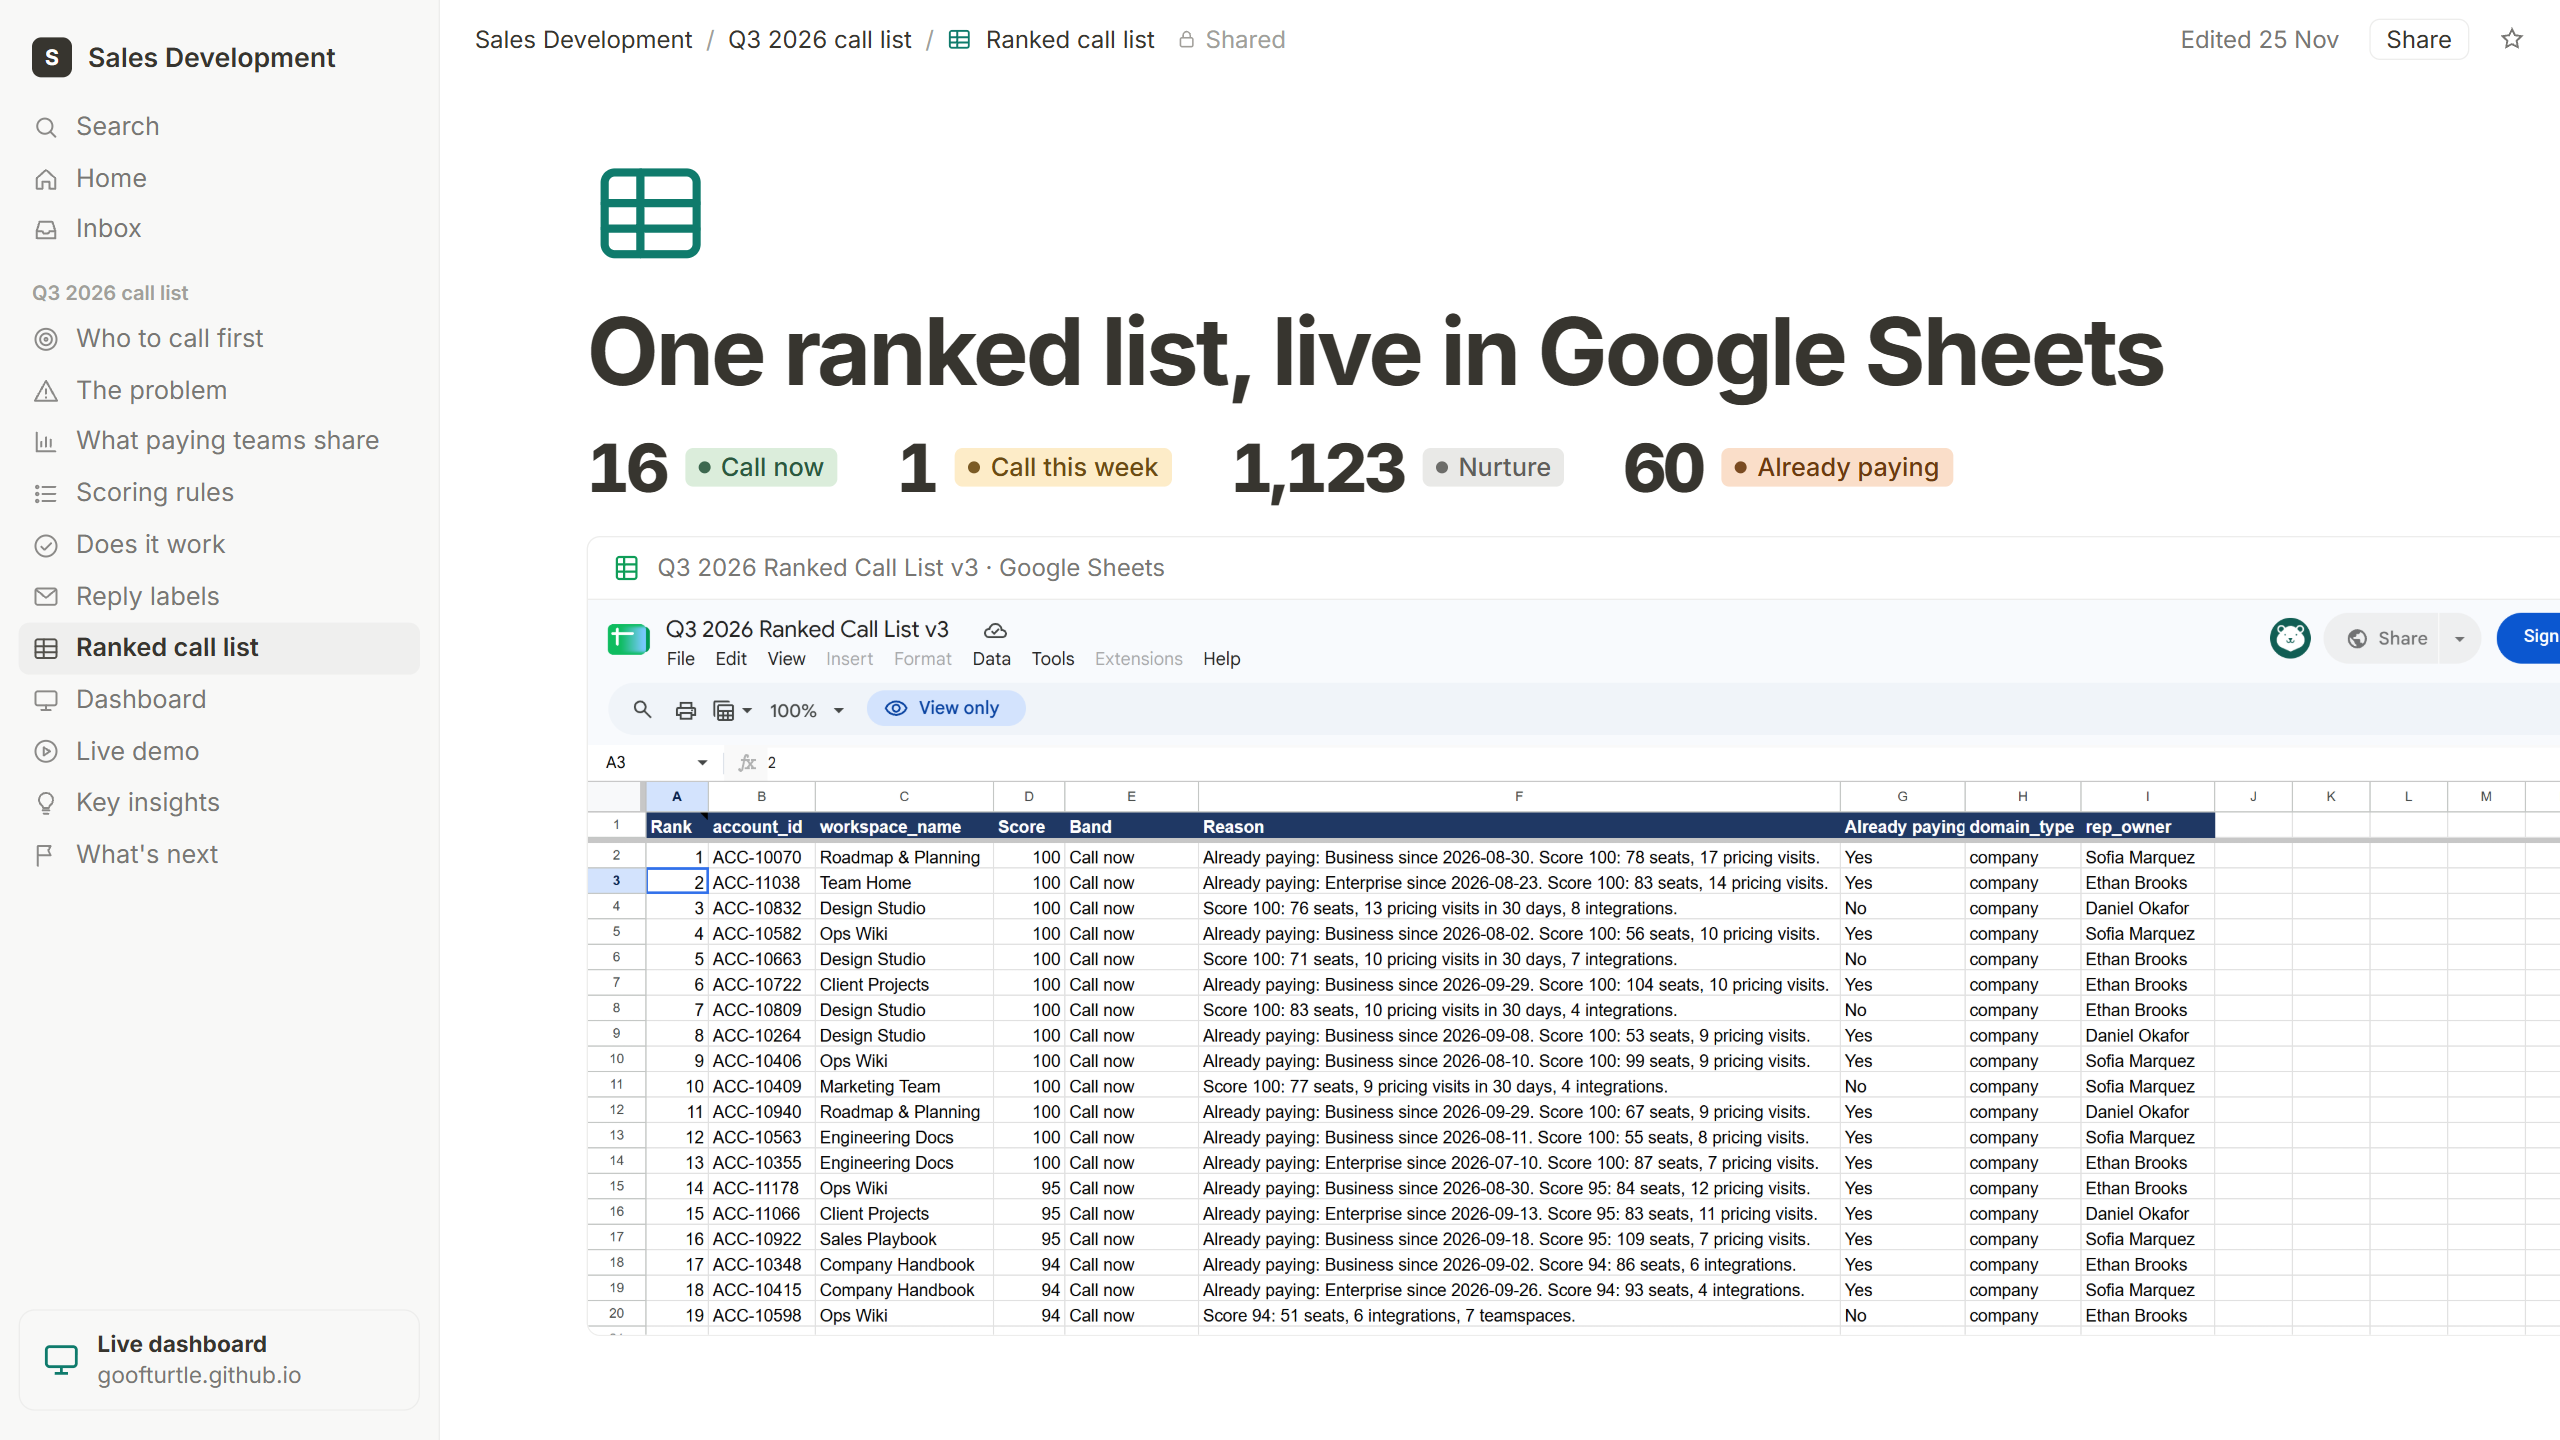 S Sales Development
Search
Home
Inbox
Q3 2026 call list
Who to call first
The problem
What paying teams share
Scoring rules
Does it work
Reply labels
Ranked call list
Dashboard
Live demo
Key insights
What's next
Live dashboard
goofturtle.github.io
Sales Development / Q3 2026 call list / Ranked call list Shared
Edited 25 Nov Share
One ranked list, live in Google Sheets
16 Call now 1 Call this week 1,123 Nurture 60 Already paying
Q3 2026 Ranked Call List v3 · Google Sheets
Q3 2026 Ranked Call List v3
File Edit View Insert Format Data Tools Extensions Help
Share Sign
100% View only
A3 fx 2
A B C D E F G H I J K L M
1 Rank account_id workspace_name Score Band Reason Already paying domain_type rep_owner
2 1 ACC-10070 Roadmap & Planning 100 Call now Already paying: Business since 2026-08-30. Score 100: 78 seats, 17 pricing visits. Yes company Sofia Marquez
3 2 ACC-11038 Team Home 100 Call now Already paying: Enterprise since 2026-08-23. Score 100: 83 seats, 14 pricing visits. Yes company Ethan Brooks
4 3 ACC-10832 Design Studio 100 Call now Score 100: 76 seats, 13 pricing visits in 30 days, 8 integrations. No company Daniel Okafor
5 4 ACC-10582 Ops Wiki 100 Call now Already paying: Business since 2026-08-02. Score 100: 56 seats, 10 pricing visits. Yes company Sofia Marquez
6 5 ACC-10663 Design Studio 100 Call now Score 100: 71 seats, 10 pricing visits in 30 days, 7 integrations. No company Ethan Brooks
7 6 ACC-10722 Client Projects 100 Call now Already paying: Business since 2026-09-29. Score 100: 104 seats, 10 pricing visits. Yes company Ethan Brooks
8 7 ACC-10809 Design Studio 100 Call now Score 100: 83 seats, 10 pricing visits in 30 days, 4 integrations. No company Ethan Brooks
9 8 ACC-10264 Design Studio 100 Call now Already paying: Business since 2026-09-08. Score 100: 53 seats, 9 pricing visits. Yes company Daniel Okafor
10 9 ACC-10406 Ops Wiki 100 Call now Already paying: Business since 2026-08-10. Score 100: 99 seats, 9 pricing visits. Yes company Sofia Marquez
11 10 ACC-10409 Marketing Team 100 Call now Score 100: 77 seats, 9 pricing visits in 30 days, 4 integrations. No company Sofia Marquez
12 11 ACC-10940 Roadmap & Planning 100 Call now Already paying: Business since 2026-09-29. Score 100: 67 seats, 9 pricing visits. Yes company Daniel Okafor
13 12 ACC-10563 Engineering Docs 100 Call now Already paying: Business since 2026-08-11. Score 100: 55 seats, 8 pricing visits. Yes company Sofia Marquez
14 13 ACC-10355 Engineering Docs 100 Call now Already paying: Enterprise since 2026-07-10. Score 100: 87 seats, 7 pricing visits. Yes company Ethan Brooks
15 14 ACC-11178 Ops Wiki 95 Call now Already paying: Business since 2026-08-30. Score 95: 84 seats, 12 pricing visits. Yes company Ethan Brooks
16 15 ACC-11066 Client Projects 95 Call now Already paying: Enterprise since 2026-09-13. Score 95: 83 seats, 11 pricing visits. Yes company Daniel Okafor
17 16 ACC-10922 Sales Playbook 95 Call now Already paying: Business since 2026-09-18. Score 95: 109 seats, 7 pricing visits. Yes company Sofia Marquez
18 17 ACC-10348 Company Handbook 94 Call now Already paying: Business since 2026-09-02. Score 94: 86 seats, 6 integrations. Yes company Ethan Brooks
19 18 ACC-10415 Company Handbook 94 Call now Already paying: Enterprise since 2026-09-26. Score 94: 93 seats, 4 integrations. Yes company Sofia Marquez
20 19 ACC-10598 Ops Wiki 94 Call now Score 94: 51 seats, 6 integrations, 7 teamspaces. No company Ethan Brooks